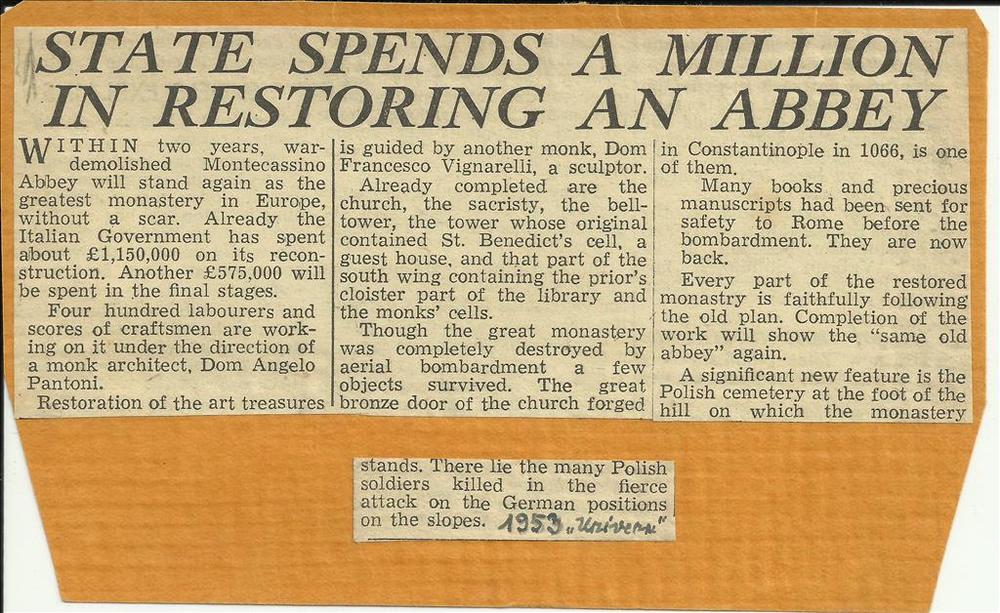 STATE SPENDS A MILLION
IN RESTORING AN ABBEY
WITHIN two years, war-
demolished Montecassino
Abbey will stand again as the
greatest monastery in Europe,
without a scar. Already the
Italian Government has spent
about £1,150,000 on its recon-
struction. Another £575,000 will
be spent in the final stages.
Four hundred labourers and
scores of craftsmen are work-
ing on it under the direction of
a monk architect, Dom Angelo
Pantoni.
Restoration of the art treasures
is guided by another monk, Dom
Francesco Vignarelli, a sculptor.
Already completed are the
church, the sacristy, the bell-
tower, the tower whose original
contained St. Benedict's cell, a
guest house, and that part of the
south wing containing the prior's
cloister part of the library and
the monks' cells.
Though the great monastery
was completely destroyed by
aerial bombardment a few
objects survived. The great
bronze door of the church forged
in Constantinople in 1066, is one
of them.
Many books and precious
manuscripts had been sent for
safety to Rome before the
bombardment. They are now
back.
Every part of the restored
monastry is faithfully following
the old plan. Completion of the
work will show the "same old
abbey" again.
A significant new feature is the
Polish cemetery at the foot of the
hill on which the monastery
stands. There lie the many Polish
soldiers killed in the fierce
attack on the German positions
on the slopes. 1953 „Univers"